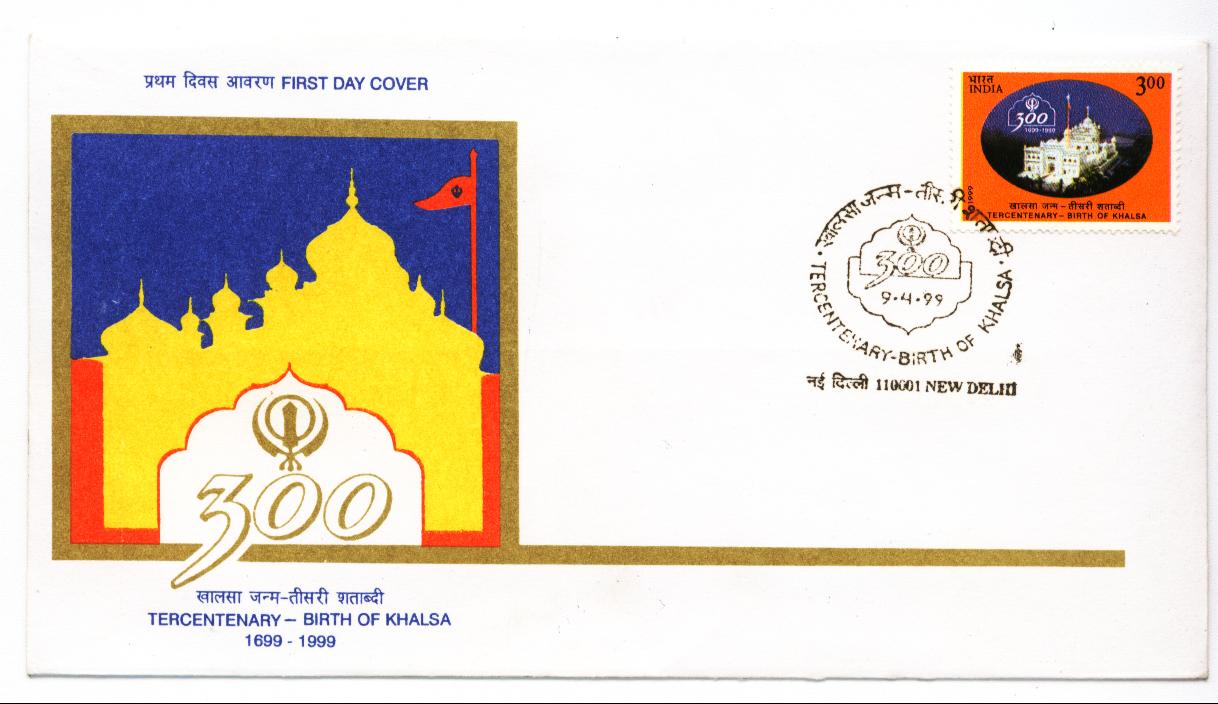 प्रथम दिवस आवरण FIRST DAY COVER
भारत
INDIA
3.00
300
1699-1999
1999
खालसा जन्म - तीसरी शताब्दी
TERCENTENARY - BIRTH OF KHALSA
खालसा जन्म - शताब्दी
300
9.4.99
TERCENTENARY - BIRTH OF KHALSA
नई दिल्ली 110001 NEW DELHI
300
खालसा जन्म-तीसरी शताब्दी
TERCENTENARY – BIRTH OF KHALSA
1699 - 1999